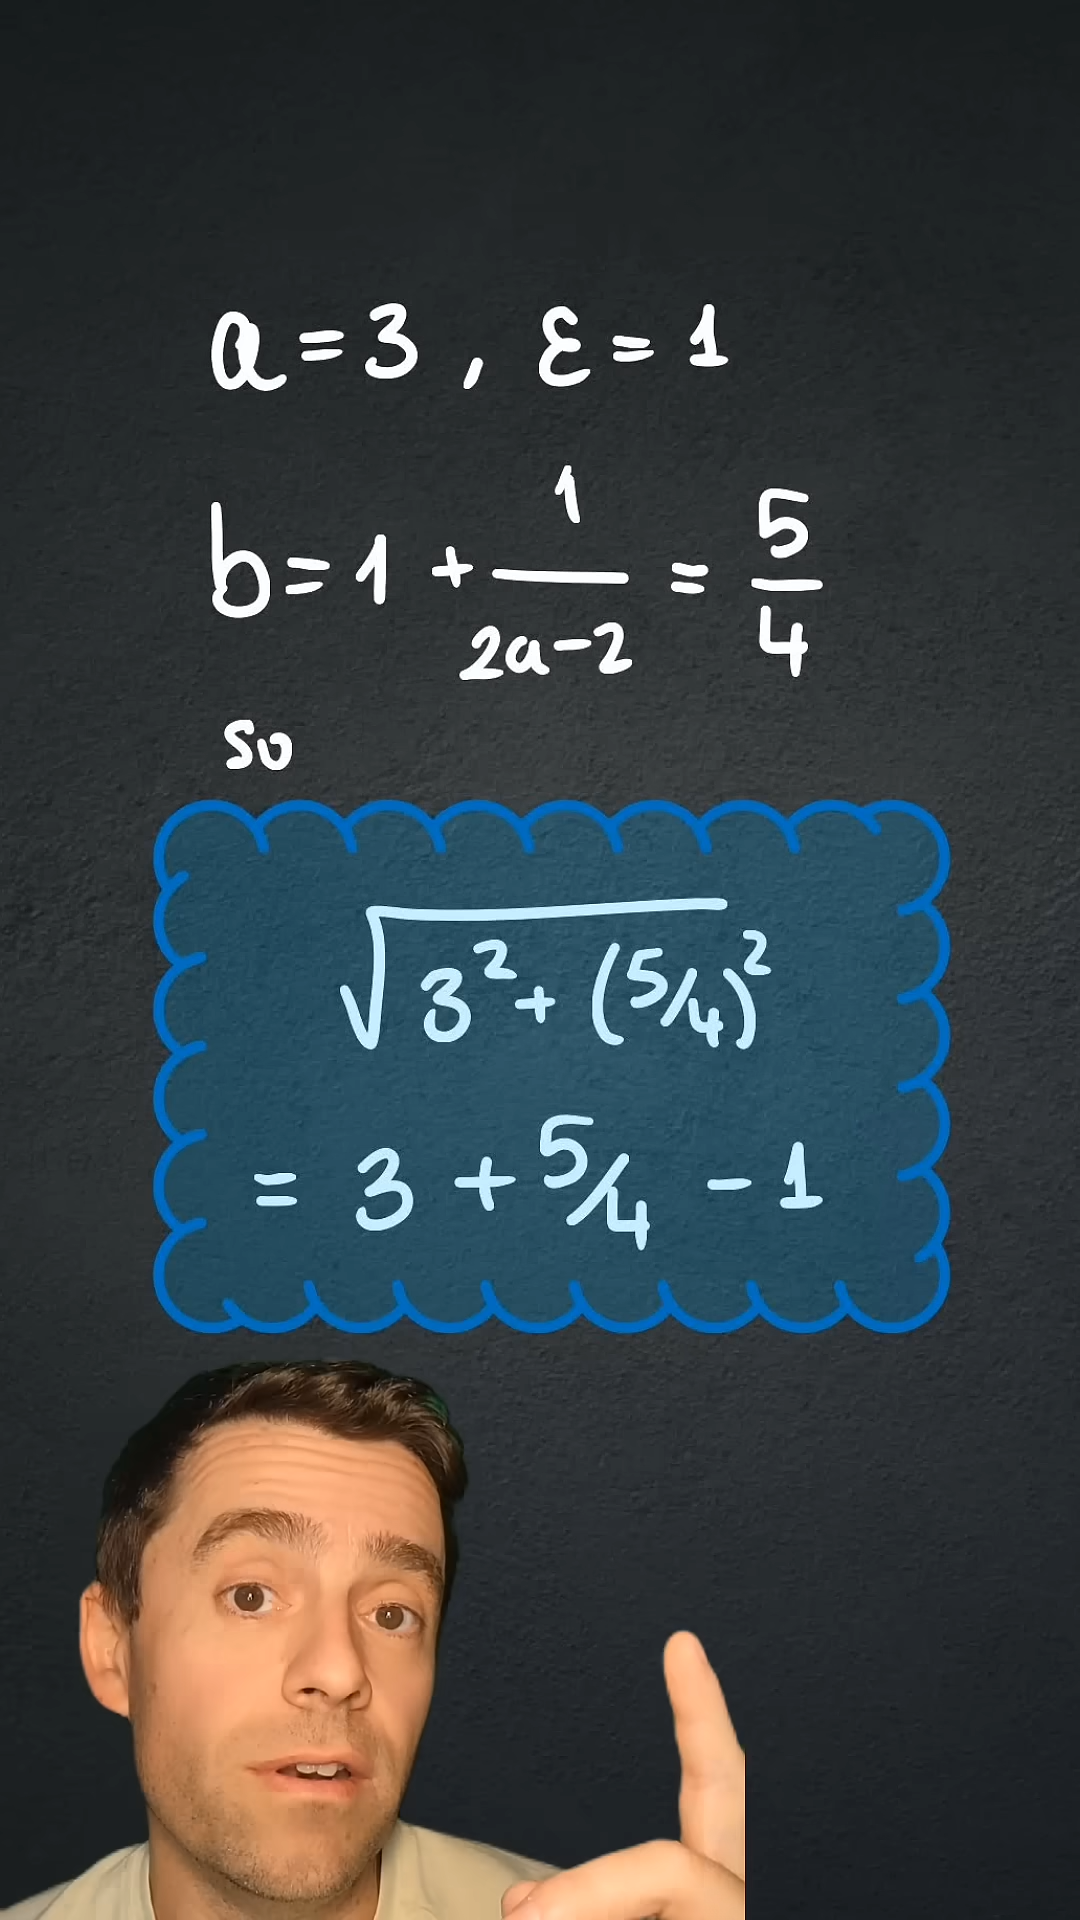 a = 3 , ε = 1
b = 1 + 1/(2a-2) = 5/4
so
√(3² + (5/4)²)
= 3 + 5/4 - 1